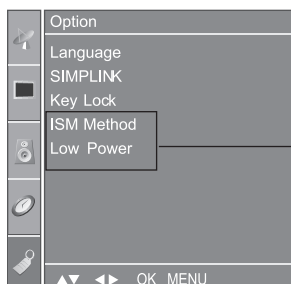 Option
Language
SIMPLINK
Key Lock
ISM Method
Low Power
▲▼ ◀▶ OK MENU